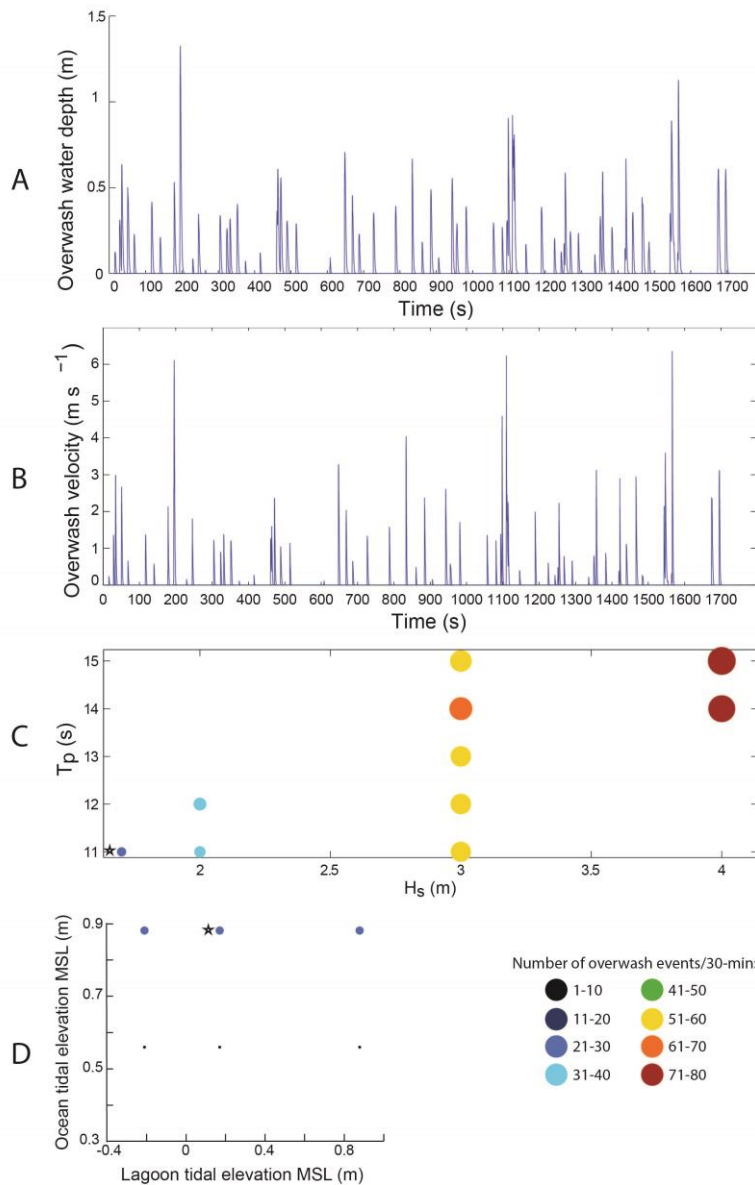 A
Overwash water depth (m)
1.5
1
0.5
0
0 100 200 300 400 500 600 700 800 900 1000 1100 1200 1300 1400 1500 1600 1700
Time (s)
B
Overwash velocity (m s −1)
6
5
4
3
2
1
0
0 100 200 300 400 500 600 700 800 900 1000 1100 1200 1300 1400 1500 1600 1700
Time (s)
C
Tp (s)
15
14
13
12
11
2 2.5 3 3.5 4
Hs (m)
D
Ocean tidal elevation MSL (m)
0.9
0.7
0.5
0.3
-0.4 0 0.4 0.8
Lagoon tidal elevation MSL (m)
Number of overwash events/30-mins
1-10 41-50
11-20 51-60
21-30 61-70
31-40 71-80